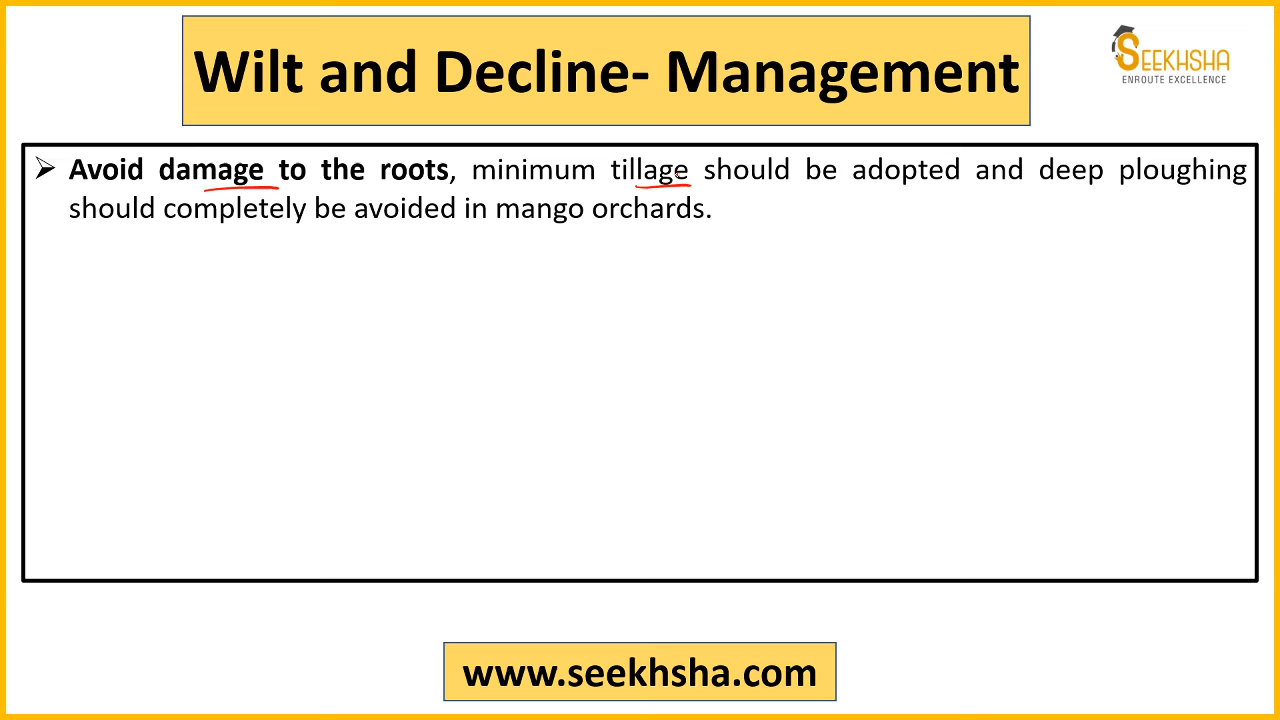 Wilt and Decline- Management
SEEKHSHA
ENROUTE EXCELLENCE
➢ Avoid damage to the roots, minimum tillage should be adopted and deep ploughing
should completely be avoided in mango orchards.
www.seekhsha.com